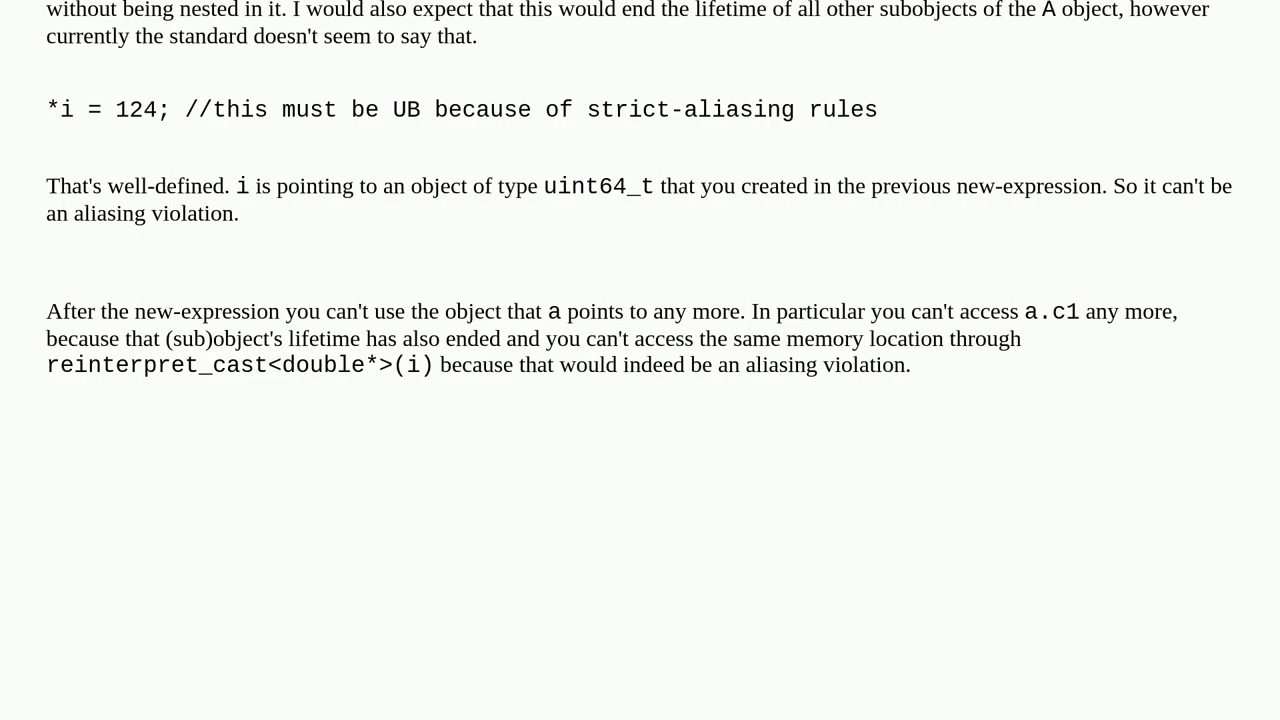 without being nested in it. I would also expect that this would end the lifetime of all other subobjects of the A object, however
currently the standard doesn't seem to say that.
*i = 124; //this must be UB because of strict-aliasing rules
That's well-defined. i is pointing to an object of type uint64_t that you created in the previous new-expression. So it can't be
an aliasing violation.
After the new-expression you can't use the object that a points to any more. In particular you can't access a.c1 any more,
because that (sub)object's lifetime has also ended and you can't access the same memory location through
reinterpret_cast<double*>(i) because that would indeed be an aliasing violation.